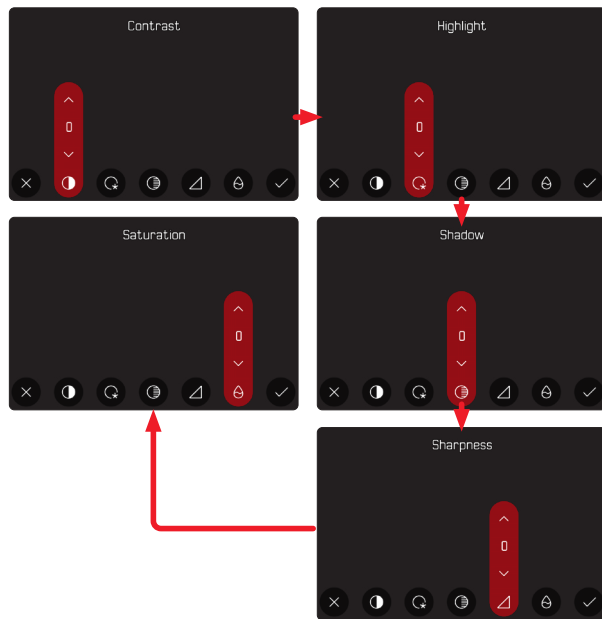 Contrast
0
Highlight
0
Shadow
0
Sharpness
0
Saturation
0